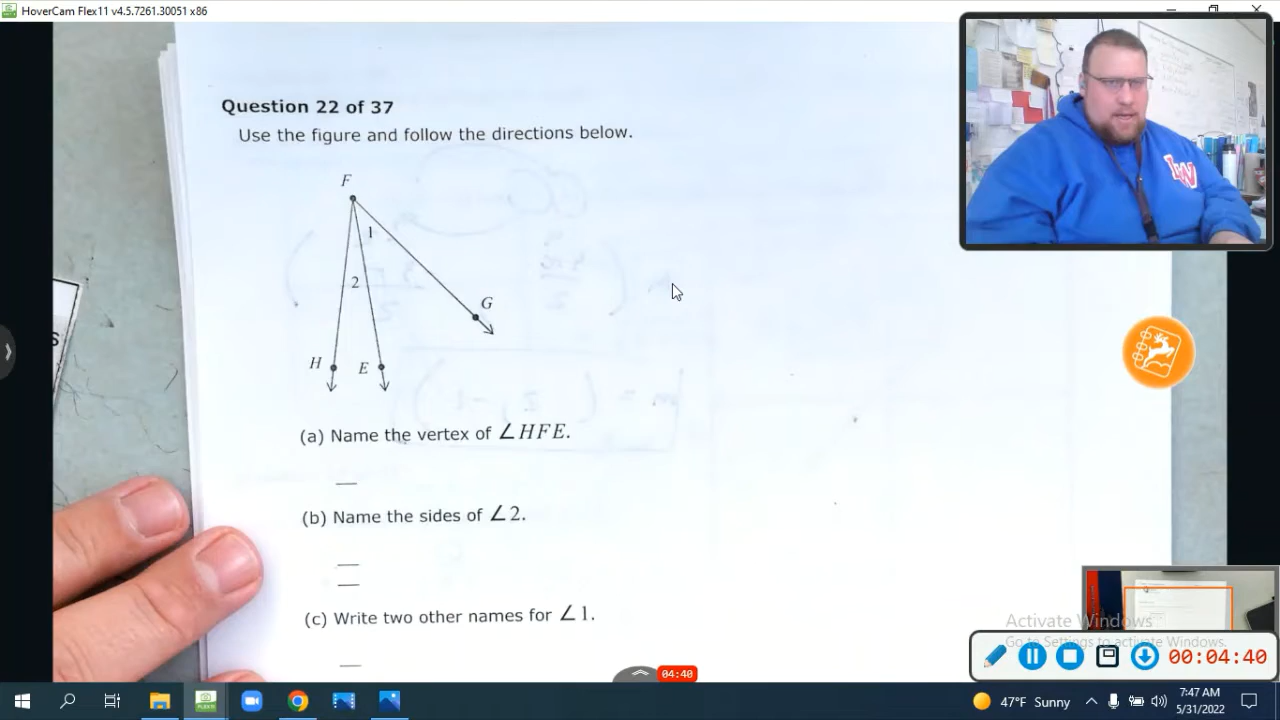 HoverCam Flex11 v4.5.7261.30051 x86
Question 22 of 37
Use the figure and follow the directions below.
F
1
2
G
H
E
(a) Name the vertex of ∠HFE.
(b) Name the sides of ∠2.
(c) Write two other names for ∠1.
LW
Activate Windows
Go to Settings to activate Windows.
00:04:40
04:40
47°F Sunny
7:47 AM
5/31/2022